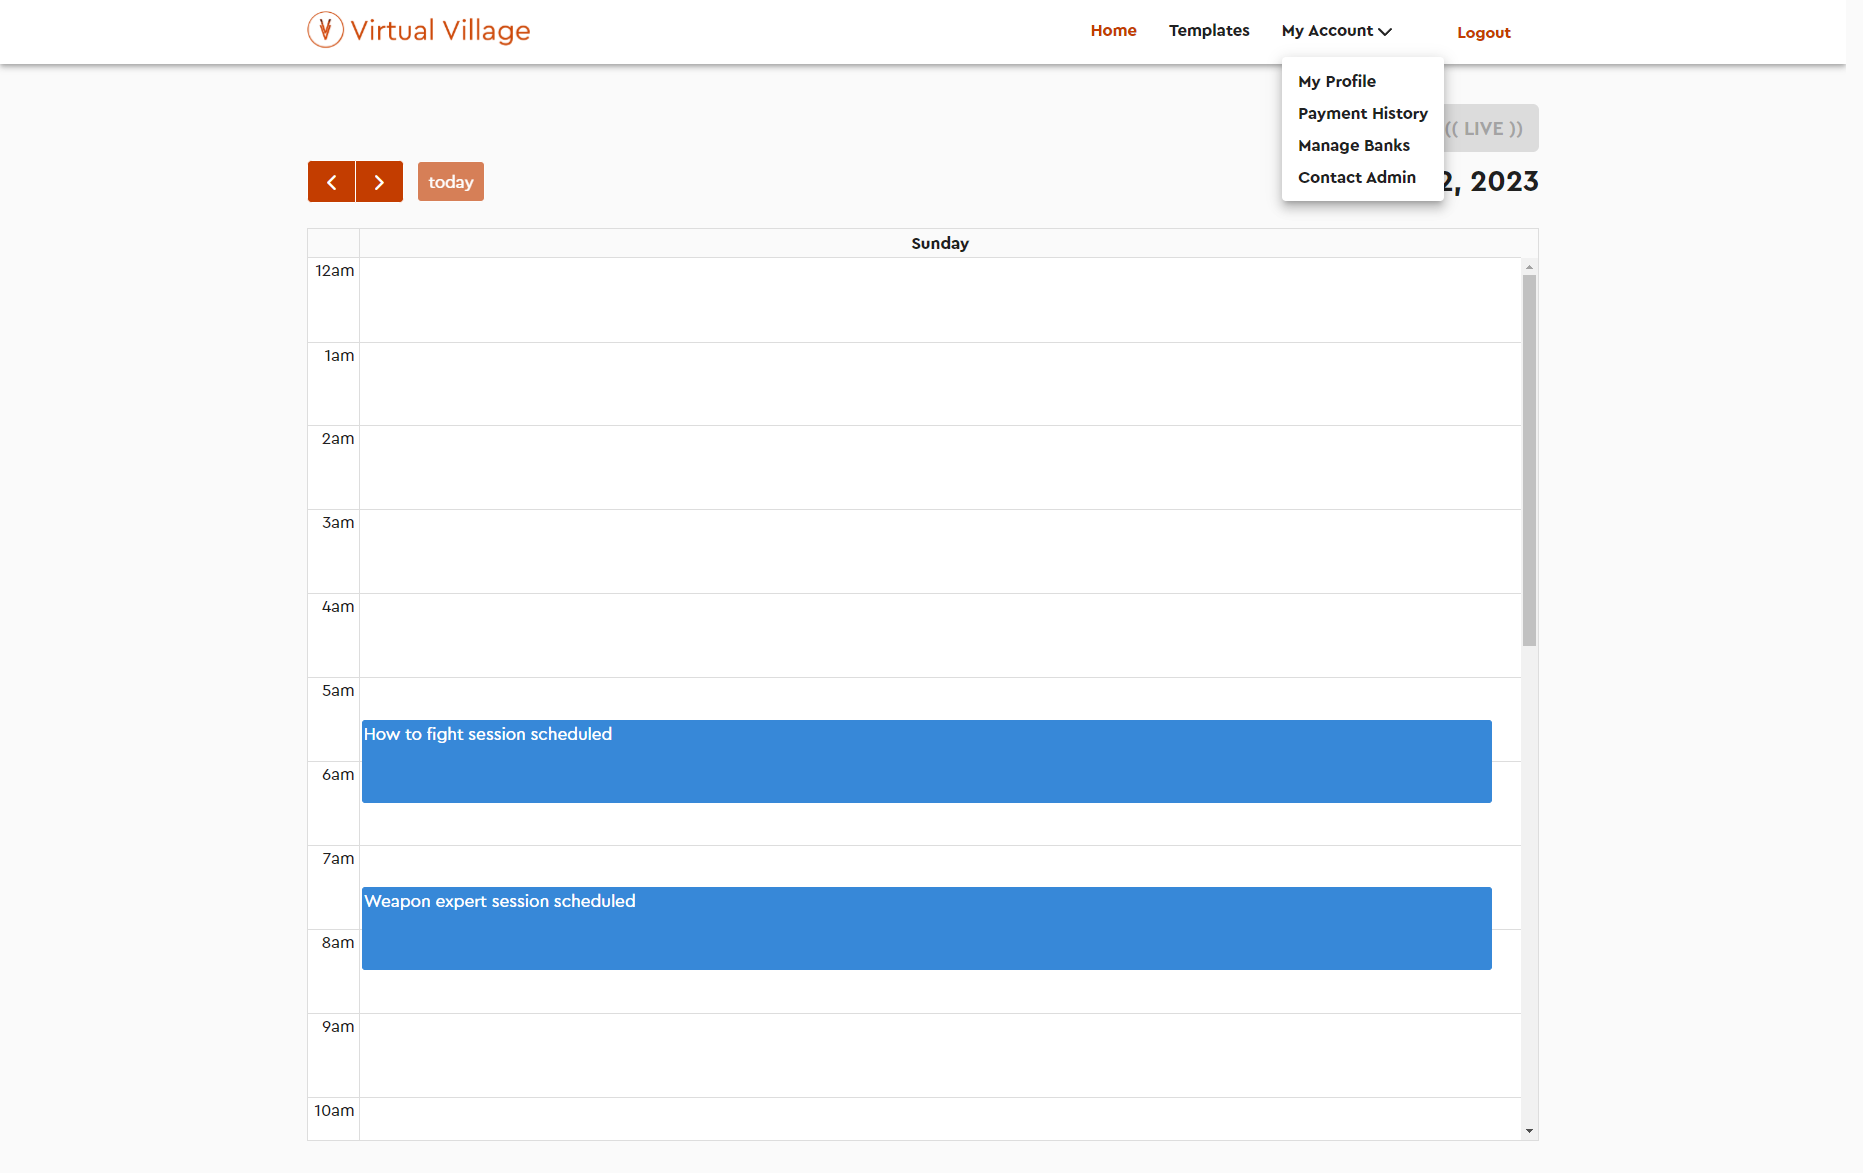 Virtual Village
Home Templates My Account Logout
My Profile
Payment History
Manage Banks
Contact Admin
(( LIVE ))
today
2, 2023
Sunday
12am
1am
2am
3am
4am
5am
How to fight session scheduled
6am
7am
Weapon expert session scheduled
8am
9am
10am